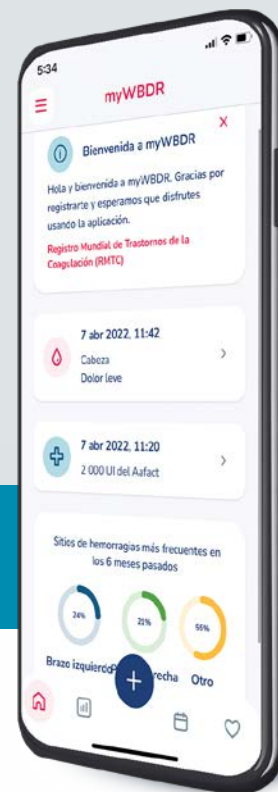 5:34
myWBDR
X
Bienvenida a myWBDR
Hola y bienvenida a myWBDR. Gracias por
registrarte y esperamos que disfrutes
usando la aplicación.
Registro Mundial de Trastornos de la
Coagulación (RMTC)
7 abr 2022, 11:42
Cabeza
Dolor leve
7 abr 2022, 11:20
2 000 UI del Aafact
Sitios de hemorragias más frecuentes en
los 6 meses pasados
24%
21%
55%
Brazo izquierdo
recha
Otro